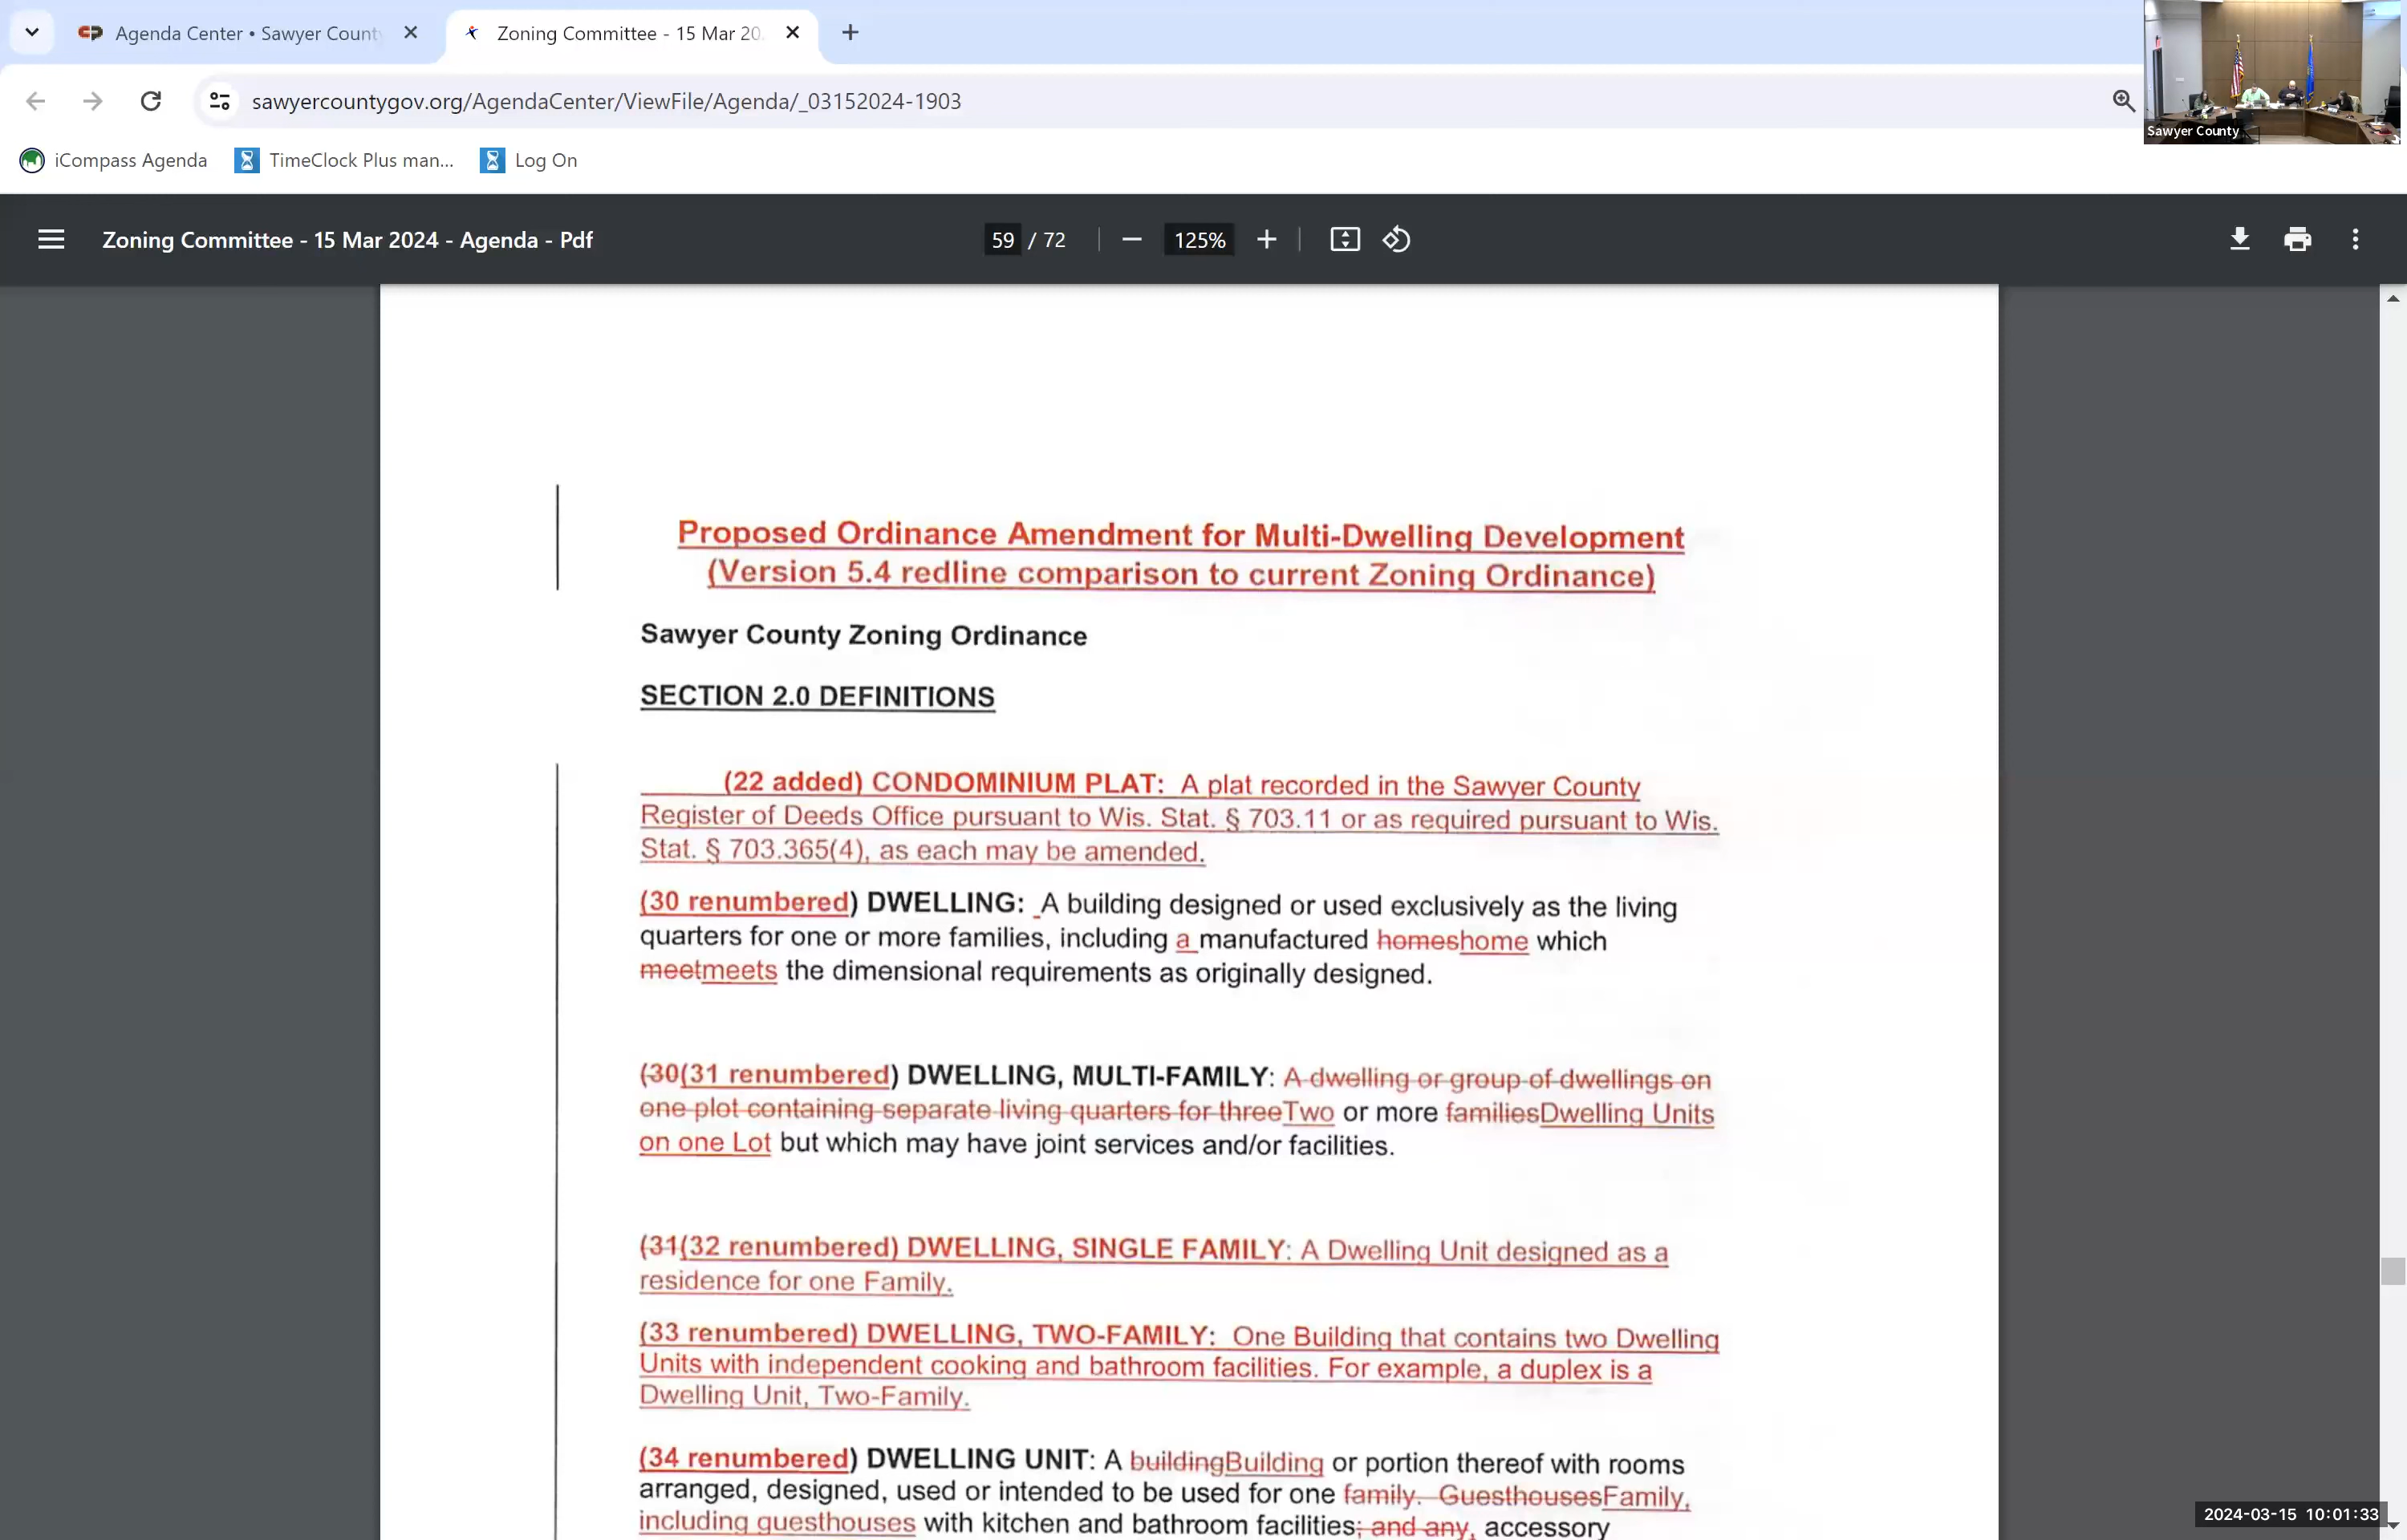 Agenda Center • Sawyer Count
Zoning Committee - 15 Mar 20
sawyercountygov.org/AgendaCenter/ViewFile/Agenda/_03152024-1903
Sawyer County
iCompass Agenda
TimeClock Plus man...
Log On
Zoning Committee - 15 Mar 2024 - Agenda - Pdf
59 / 72
125%
Proposed Ordinance Amendment for Multi-Dwelling Development
(Version 5.4 redline comparison to current Zoning Ordinance)
Sawyer County Zoning Ordinance
SECTION 2.0 DEFINITIONS
(22 added) CONDOMINIUM PLAT: A plat recorded in the Sawyer County
Register of Deeds Office pursuant to Wis. Stat. § 703.11 or as required pursuant to Wis.
Stat. § 703.365(4), as each may be amended.
(30 renumbered) DWELLING: A building designed or used exclusively as the living
quarters for one or more families, including a manufactured homeshome which
meetmeets the dimensional requirements as originally designed.
(30(31 renumbered) DWELLING, MULTI-FAMILY: A dwelling or group of dwellings on
one plot containing separate living quarters for threeTwo or more familiesDwelling Units
on one Lot but which may have joint services and/or facilities.
(31(32 renumbered) DWELLING, SINGLE FAMILY: A Dwelling Unit designed as a
residence for one Family.
(33 renumbered) DWELLING, TWO-FAMILY: One Building that contains two Dwelling
Units with independent cooking and bathroom facilities. For example, a duplex is a
Dwelling Unit, Two-Family.
(34 renumbered) DWELLING UNIT: A buildingBuilding or portion thereof with rooms
arranged, designed, used or intended to be used for one family. GuesthousesFamily,
including guesthouses with kitchen and bathroom facilities; and any, accessory
2024-03-15 10:01:33